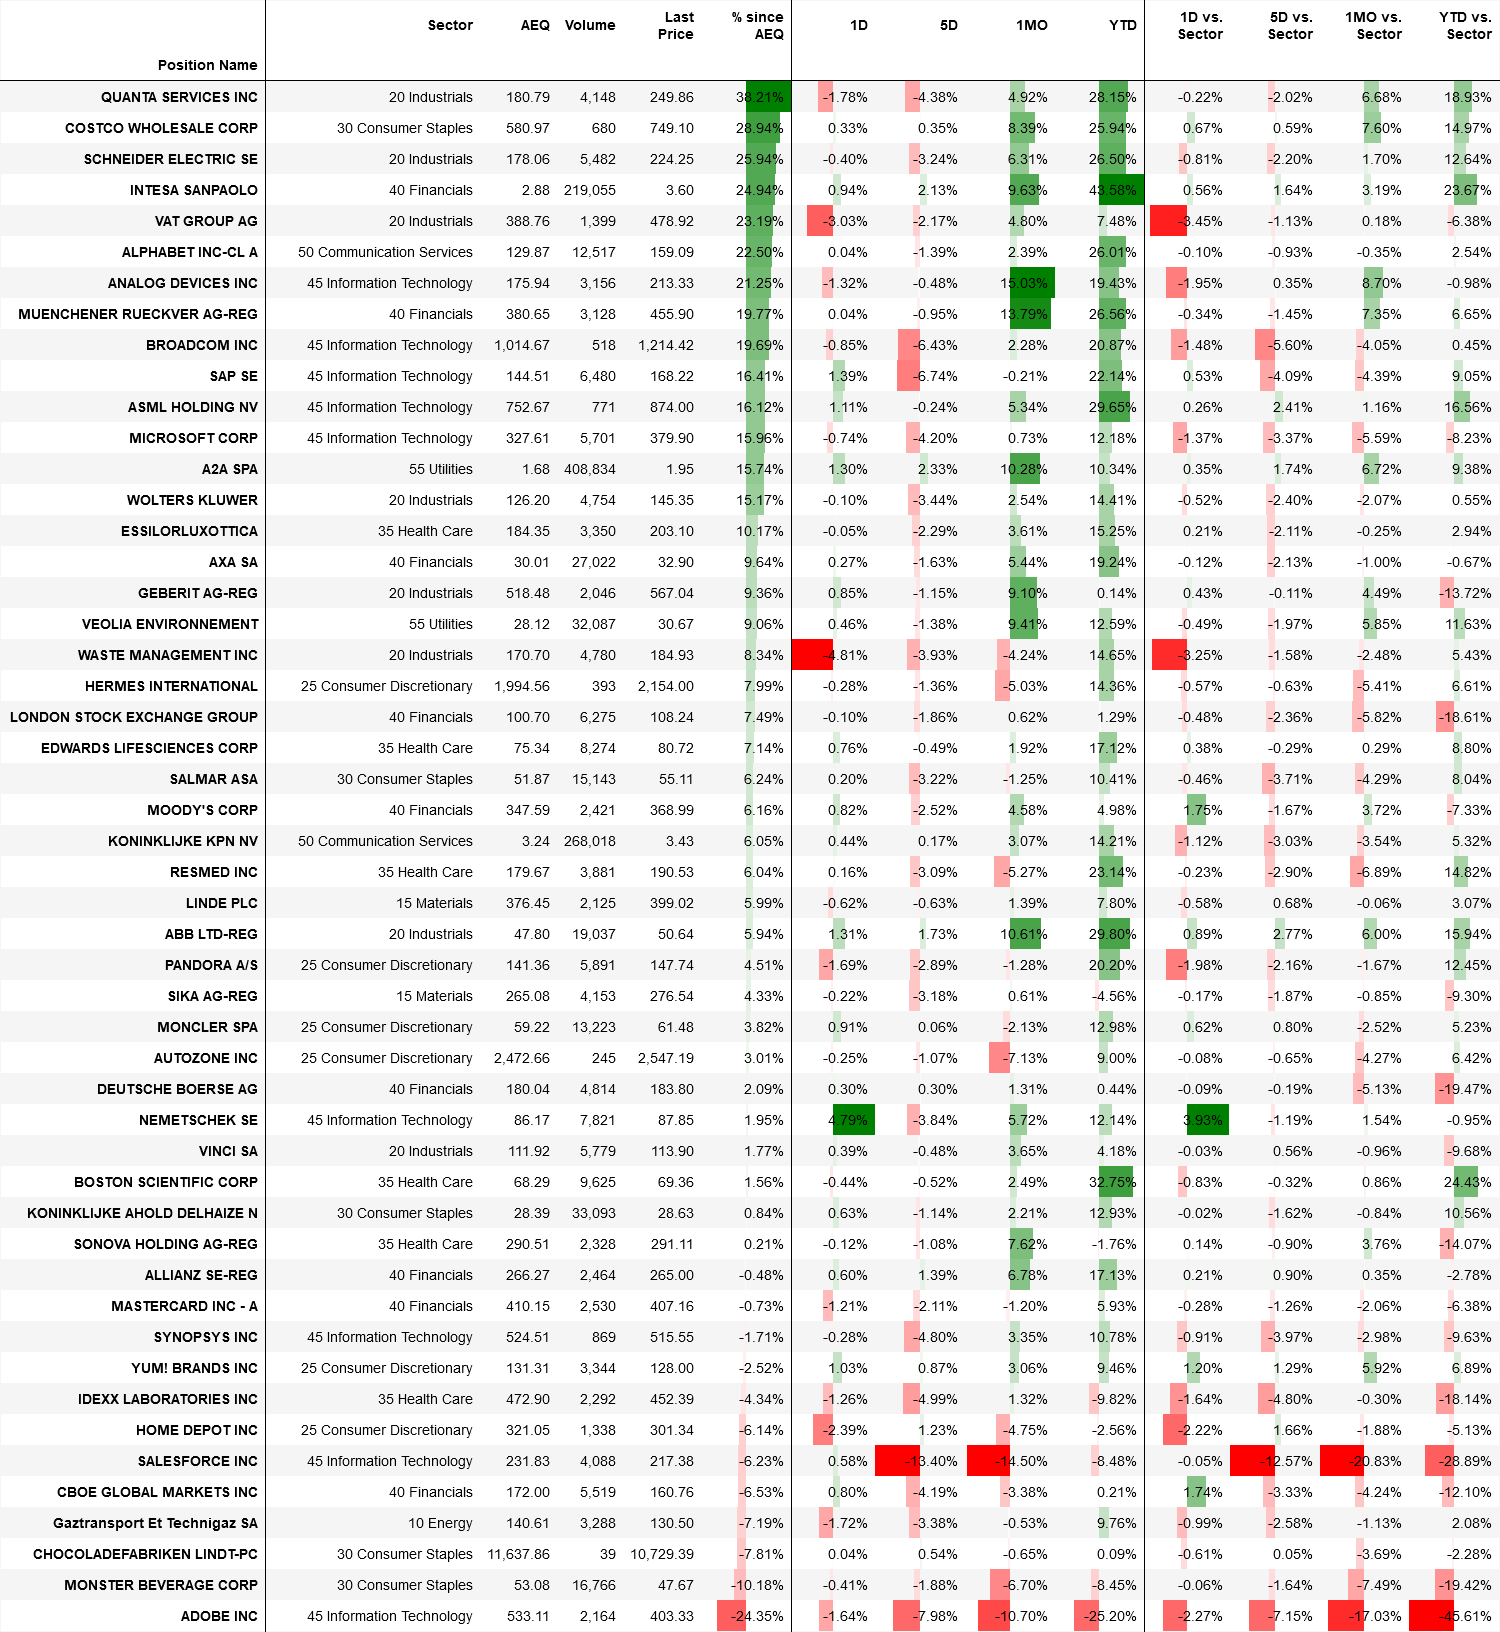 Position Name Sector AEQ Volume Last Price % since AEQ 1D 5D 1MO YTD 1D vs. Sector 5D vs. Sector 1MO vs. Sector YTD vs. Sector
QUANTA SERVICES INC 20 Industrials 180.79 4,148 249.86 38.21% -1.78% -4.38% 4.92% 28.15% -0.22% -2.02% 6.68% 18.93%
COSTCO WHOLESALE CORP 30 Consumer Staples 580.97 680 749.10 28.94% 0.33% 0.35% 8.39% 25.94% 0.67% 0.59% 7.60% 14.97%
SCHNEIDER ELECTRIC SE 20 Industrials 178.06 5,482 224.25 25.94% -0.40% -3.24% 6.31% 26.50% -0.81% -2.20% 1.70% 12.64%
INTESA SANPAOLO 40 Financials 2.88 219,055 3.60 24.94% 0.94% 2.13% 9.63% 43.58% 0.56% 1.64% 3.19% 23.67%
VAT GROUP AG 20 Industrials 388.76 1,399 478.92 23.19% -3.03% -2.17% 4.80% 7.48% -3.45% -1.13% 0.18% -6.38%
ALPHABET INC-CL A 50 Communication Services 129.87 12,517 159.09 22.50% 0.04% -1.39% 2.39% 26.01% -0.10% -0.93% -0.35% 2.54%
ANALOG DEVICES INC 45 Information Technology 175.94 3,156 213.33 21.25% -1.32% -0.48% 15.03% 19.43% -1.95% 0.35% 8.70% -0.98%
MUENCHENER RUECKVER AG-REG 40 Financials 380.65 3,128 455.90 19.77% 0.04% -0.95% 13.79% 26.56% -0.34% -1.45% 7.35% 6.65%
BROADCOM INC 45 Information Technology 1,014.67 518 1,214.42 19.69% -0.85% -6.43% 2.28% 20.87% -1.48% -5.60% -4.05% 0.45%
SAP SE 45 Information Technology 144.51 6,480 168.22 16.41% 1.39% -6.74% -0.21% 22.14% 0.53% -4.09% -4.39% 9.05%
ASML HOLDING NV 45 Information Technology 752.67 771 874.00 16.12% 1.11% -0.24% 5.34% 29.65% 0.26% 2.41% 1.16% 16.56%
MICROSOFT CORP 45 Information Technology 327.61 5,701 379.90 15.96% -0.74% -4.20% 0.73% 12.18% -1.37% -3.37% -5.59% -8.23%
A2A SPA 55 Utilities 1.68 408,834 1.95 15.74% 1.30% 2.33% 10.28% 10.34% 0.35% 1.74% 6.72% 9.38%
WOLTERS KLUWER 20 Industrials 126.20 4,754 145.35 15.17% -0.10% -3.44% 2.54% 14.41% -0.52% -2.40% -2.07% 0.55%
ESSILORLUXOTTICA 35 Health Care 184.35 3,350 203.10 10.17% -0.05% -2.29% 3.61% 15.25% 0.21% -2.11% -0.25% 2.94%
AXA SA 40 Financials 30.01 27,022 32.90 9.64% 0.27% -1.63% 5.44% 19.24% -0.12% -2.13% -1.00% -0.67%
GEBERIT AG-REG 20 Industrials 518.48 2,046 567.04 9.36% 0.85% -1.15% 9.10% 0.14% 0.43% -0.11% 4.49% -13.72%
VEOLIA ENVIRONNEMENT 55 Utilities 28.12 32,087 30.67 9.06% 0.46% -1.38% 9.41% 12.59% -0.49% -1.97% 5.85% 11.63%
WASTE MANAGEMENT INC 20 Industrials 170.70 4,780 184.93 8.34% -4.81% -3.93% -4.24% 14.65% -3.25% -1.58% -2.48% 5.43%
HERMES INTERNATIONAL 25 Consumer Discretionary 1,994.56 393 2,154.00 7.99% -0.28% -1.36% -5.03% 14.36% -0.57% -0.63% -5.41% 6.61%
LONDON STOCK EXCHANGE GROUP 40 Financials 100.70 6,275 108.24 7.49% -0.10% -1.86% 0.62% 1.29% -0.48% -2.36% -5.82% -18.61%
EDWARDS LIFESCIENCES CORP 35 Health Care 75.34 8,274 80.72 7.14% 0.76% -0.49% 1.92% 17.12% 0.38% -0.29% 0.29% 8.80%
SALMAR ASA 30 Consumer Staples 51.87 15,143 55.11 6.24% 0.20% -3.22% -1.25% 10.41% -0.46% -3.71% -4.29% 8.04%
MOODY'S CORP 40 Financials 347.59 2,421 368.99 6.16% 0.82% -2.52% 4.58% 4.98% 1.75% -1.67% 3.72% -7.33%
KONINKLIJKE KPN NV 50 Communication Services 3.24 268,018 3.43 6.05% 0.44% 0.17% 3.07% 14.21% -1.12% -3.03% -3.54% 5.32%
RESMED INC 35 Health Care 179.67 3,881 190.53 6.04% 0.16% -3.09% -5.27% 23.14% -0.23% -2.90% -6.89% 14.82%
LINDE PLC 15 Materials 376.45 2,125 399.02 5.99% -0.62% -0.63% 1.39% 7.80% -0.58% 0.68% -0.06% 3.07%
ABB LTD-REG 20 Industrials 47.80 19,037 50.64 5.94% 1.31% 1.73% 10.61% 29.80% 0.89% 2.77% 6.00% 15.94%
PANDORA A/S 25 Consumer Discretionary 141.36 5,891 147.74 4.51% -1.69% -2.89% -1.28% 20.20% -1.98% -2.16% -1.67% 12.45%
SIKA AG-REG 15 Materials 265.08 4,153 276.54 4.33% -0.22% -3.18% 0.61% -4.56% -0.17% -1.87% -0.85% -9.30%
MONCLER SPA 25 Consumer Discretionary 59.22 13,223 61.48 3.82% 0.91% 0.06% -2.13% 12.98% 0.62% 0.80% -2.52% 5.23%
AUTOZONE INC 25 Consumer Discretionary 2,472.66 245 2,547.19 3.01% -0.25% -1.07% -7.13% 9.00% -0.08% -0.65% -4.27% 6.42%
DEUTSCHE BOERSE AG 40 Financials 180.04 4,814 183.80 2.09% 0.30% 0.30% 1.31% 0.44% -0.09% -0.19% -5.13% -19.47%
NEMETSCHEK SE 45 Information Technology 86.17 7,821 87.85 1.95% 4.79% -3.84% 5.72% 12.14% 3.93% -1.19% 1.54% -0.95%
VINCI SA 20 Industrials 111.92 5,779 113.90 1.77% 0.39% -0.48% 3.65% 4.18% -0.03% 0.56% -0.96% -9.68%
BOSTON SCIENTIFIC CORP 35 Health Care 68.29 9,625 69.36 1.56% -0.44% -0.52% 2.49% 32.75% -0.83% -0.32% 0.86% 24.43%
KONINKLIJKE AHOLD DELHAIZE N 30 Consumer Staples 28.39 33,093 28.63 0.84% 0.63% -1.14% 2.21% 12.93% -0.02% -1.62% -0.84% 10.56%
SONOVA HOLDING AG-REG 35 Health Care 290.51 2,328 291.11 0.21% -0.12% -1.08% 7.62% -1.76% 0.14% -0.90% 3.76% -14.07%
ALLIANZ SE-REG 40 Financials 266.27 2,464 265.00 -0.48% 0.60% 1.39% 6.78% 17.13% 0.21% 0.90% 0.35% -2.78%
MASTERCARD INC - A 40 Financials 410.15 2,530 407.16 -0.73% -1.21% -2.11% -1.20% 5.93% -0.28% -1.26% -2.06% -6.38%
SYNOPSYS INC 45 Information Technology 524.51 869 515.55 -1.71% -0.28% -4.80% 3.35% 10.78% -0.91% -3.97% -2.98% -9.63%
YUM! BRANDS INC 25 Consumer Discretionary 131.31 3,344 128.00 -2.52% 1.03% 0.87% 3.06% 9.46% 1.20% 1.29% 5.92% 6.89%
IDEXX LABORATORIES INC 35 Health Care 472.90 2,292 452.39 -4.34% -1.26% -4.99% 1.32% -9.82% -1.64% -4.80% -0.30% -18.14%
HOME DEPOT INC 25 Consumer Discretionary 321.05 1,338 301.34 -6.14% -2.39% 1.23% -4.75% -2.56% -2.22% 1.66% -1.88% -5.13%
SALESFORCE INC 45 Information Technology 231.83 4,088 217.38 -6.23% 0.58% -13.40% -14.50% -8.48% -0.05% -12.57% -20.83% -28.89%
CBOE GLOBAL MARKETS INC 40 Financials 172.00 5,519 160.76 -6.53% 0.80% -4.19% -3.38% 0.21% 1.74% -3.33% -4.24% -12.10%
Gaztransport Et Technigaz SA 10 Energy 140.61 3,288 130.50 -7.19% -1.72% -3.38% -0.53% 9.76% -0.99% -2.58% -1.13% 2.08%
CHOCOLADEFABRIKEN LINDT-PC 30 Consumer Staples 11,637.86 39 10,729.39 -7.81% 0.04% 0.54% -0.65% 0.09% -0.61% 0.05% -3.69% -2.28%
MONSTER BEVERAGE CORP 30 Consumer Staples 53.08 16,766 47.67 -10.18% -0.41% -1.88% -6.70% -8.45% -0.06% -1.64% -7.49% -19.42%
ADOBE INC 45 Information Technology 533.11 2,164 403.33 -24.35% -1.64% -7.98% -10.70% -25.20% -2.27% -7.15% -17.03% -45.61%